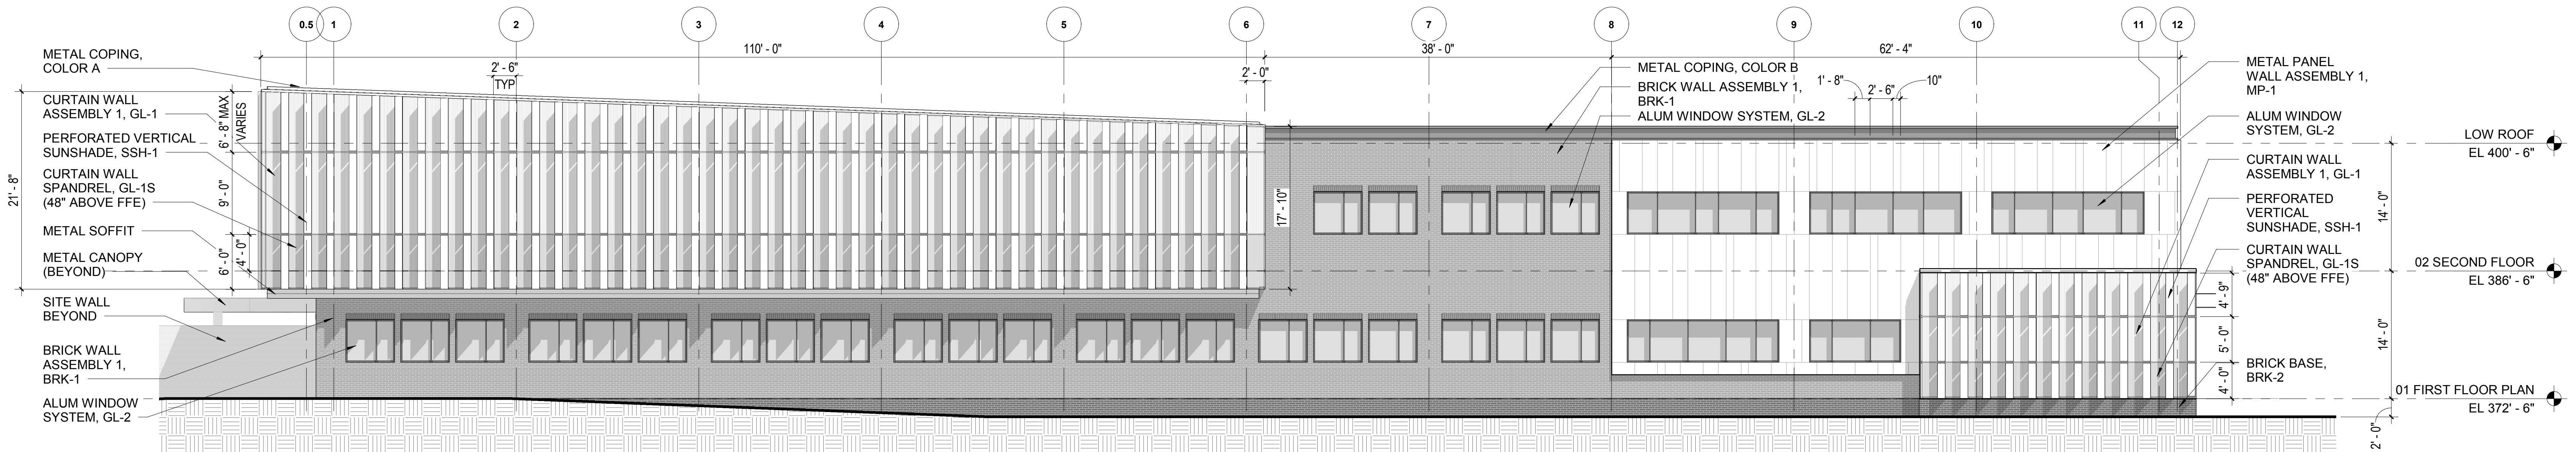 0.5 1 2 3 4 5 6 7 8 9 10 11 12
110' - 0" 38' - 0" 62' - 4"
METAL COPING,
COLOR A
2' - 6"
TYP
2' - 0"
CURTAIN WALL
ASSEMBLY 1, GL-1
PERFORATED VERTICAL
SUNSHADE, SSH-1
CURTAIN WALL
SPANDREL, GL-1S
(48" ABOVE FFE)
METAL SOFFIT
METAL CANOPY
(BEYOND)
SITE WALL
BEYOND
BRICK WALL
ASSEMBLY 1,
BRK-1
ALUM WINDOW
SYSTEM, GL-2
21' - 8"
6' - 8" MAX
VARIES
9' - 0"
6' - 0"
4' - 0"
17' - 10"
METAL COPING, COLOR B
BRICK WALL ASSEMBLY 1,
BRK-1
ALUM WINDOW SYSTEM, GL-2
1' - 8"
2' - 6"
10"
METAL PANEL
WALL ASSEMBLY 1,
MP-1
ALUM WINDOW
SYSTEM, GL-2
CURTAIN WALL
ASSEMBLY 1, GL-1
PERFORATED
VERTICAL
SUNSHADE, SSH-1
CURTAIN WALL
SPANDREL, GL-1S
(48" ABOVE FFE)
BRICK BASE,
BRK-2
4' - 9"
5' - 0"
4' - 0"
14' - 0"
14' - 0"
2' - 0"
LOW ROOF
EL 400' - 6"
02 SECOND FLOOR
EL 386' - 6"
01 FIRST FLOOR PLAN
EL 372' - 6"